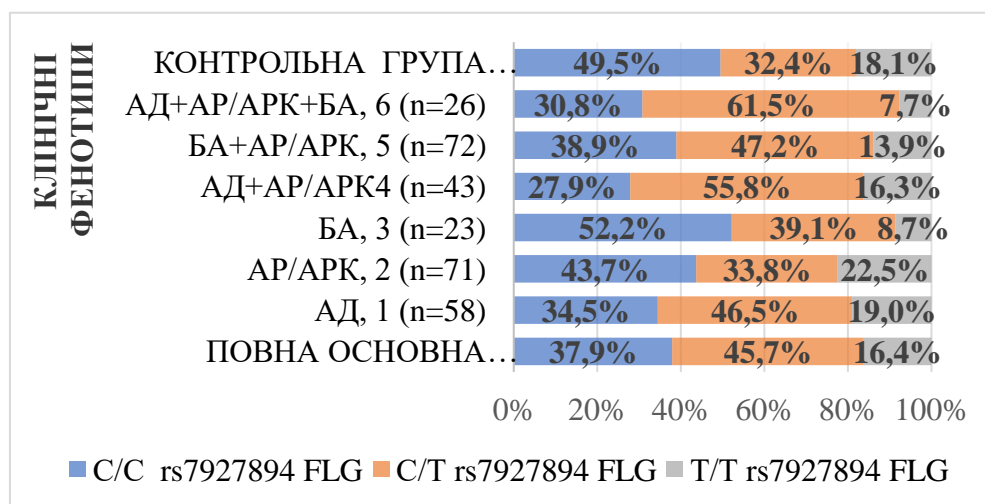 КЛІНІЧНІ
ФЕНОТИПИ
КОНТРОЛЬНА ГРУПА… 49,5% 32,4% 18,1%
АД+АР/АРК+БА, 6 (n=26) 30,8% 61,5% 7,7%
БА+АР/АРК, 5 (n=72) 38,9% 47,2% 13,9%
АД+АР/АРК4 (n=43) 27,9% 55,8% 16,3%
БА, 3 (n=23) 52,2% 39,1% 8,7%
АР/АРК, 2 (n=71) 43,7% 33,8% 22,5%
АД, 1 (n=58) 34,5% 46,5% 19,0%
ПОВНА ОСНОВНА… 37,9% 45,7% 16,4%
0% 20% 40% 60% 80% 100%
С/С rs7927894 FLG С/Т rs7927894 FLG Т/Т rs7927894 FLG